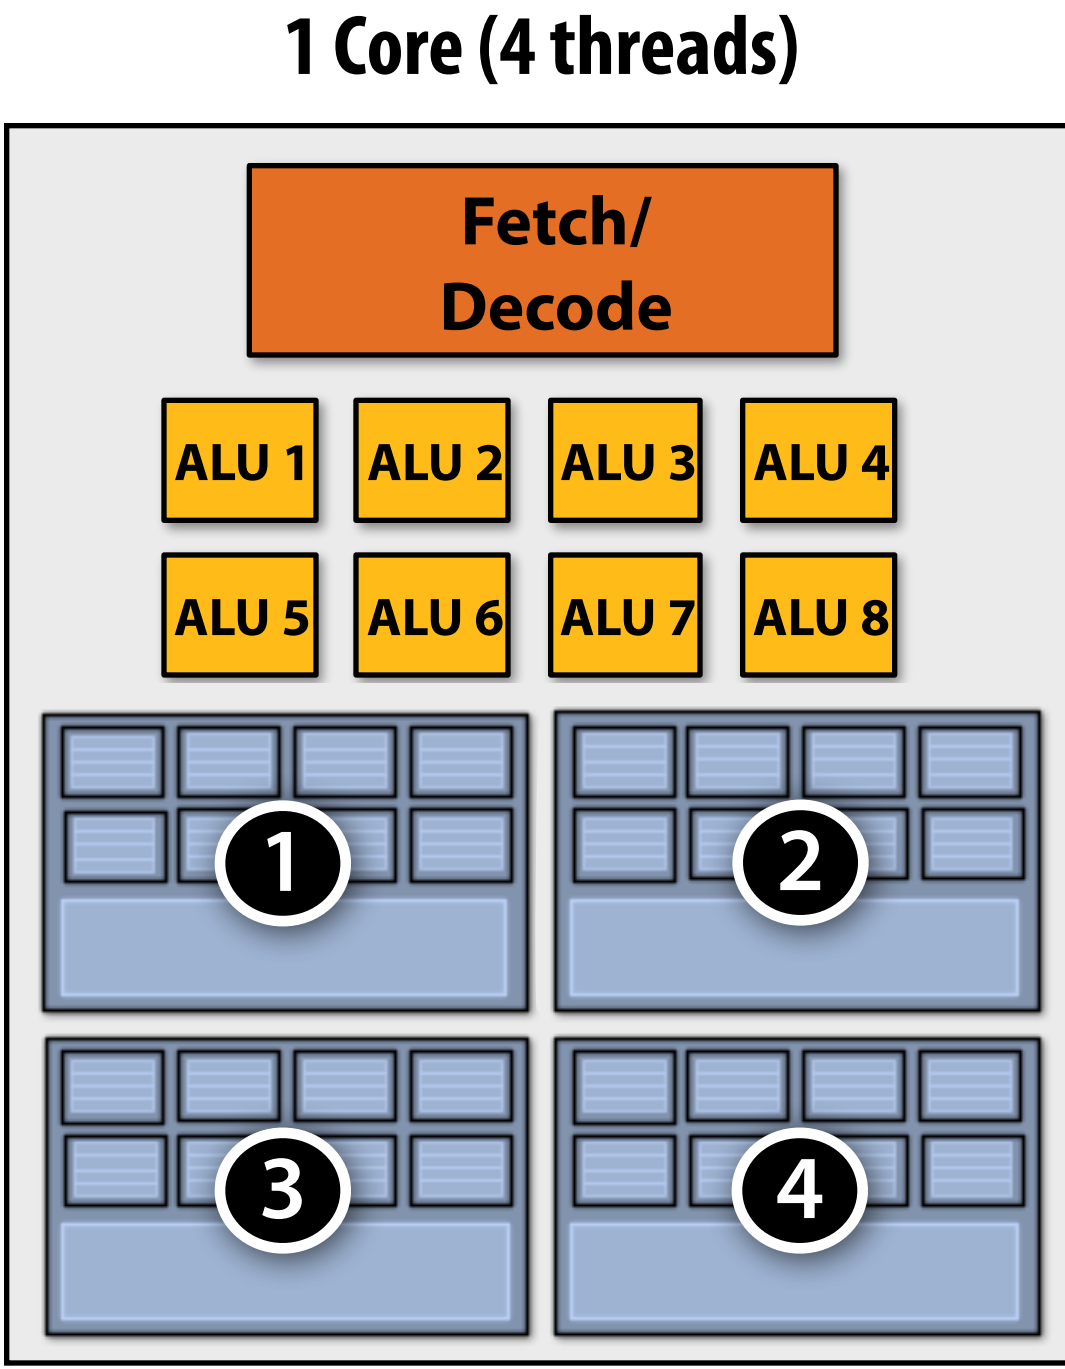 1 Core (4 threads)
Fetch/
Decode
ALU 1
ALU 2
ALU 3
ALU 4
ALU 5
ALU 6
ALU 7
ALU 8
1
2
3
4